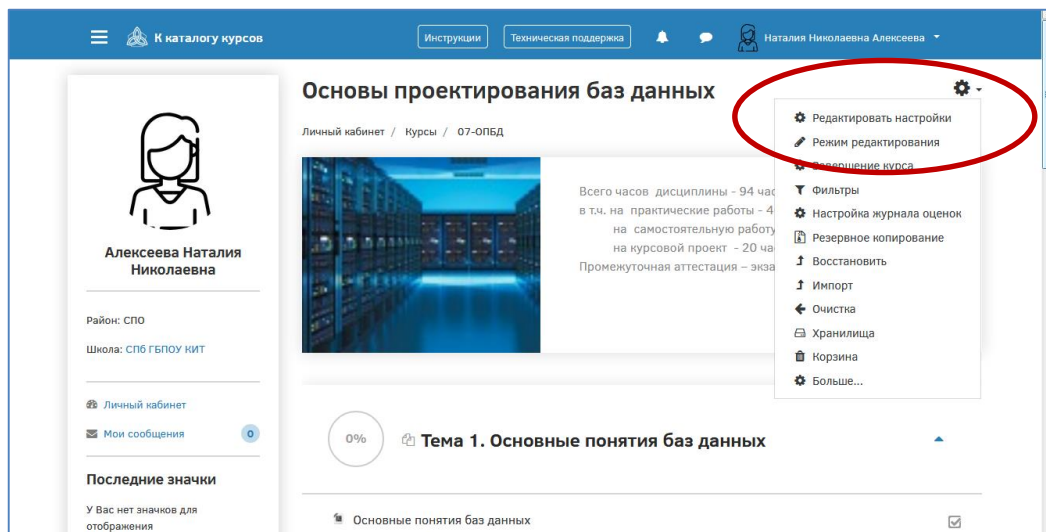 К каталогу курсов
Инструкции
Техническая поддержка
Наталия Николаевна Алексеева
Алексеева Наталия
Николаевна
Район: СПО
Школа: СПб ГБПОУ КИТ
Личный кабинет
Мои сообщения 0
Последние значки
У Вас нет значков для
отображения
Основы проектирования баз данных
Личный кабинет / Курсы / 07-ОПБД
Всего часов дисциплины - 94
в т.ч. на практические работы -
на самостоятельную работу
на курсовой проект - 20
Промежуточная аттестация –
Редактировать настройки
Режим редактирования
Завершение курса
Фильтры
Настройка журнала оценок
Резервное копирование
Восстановить
Импорт
Очистка
Хранилища
Корзина
Больше...
0%
Тема 1. Основные понятия баз данных
Основные понятия баз данных